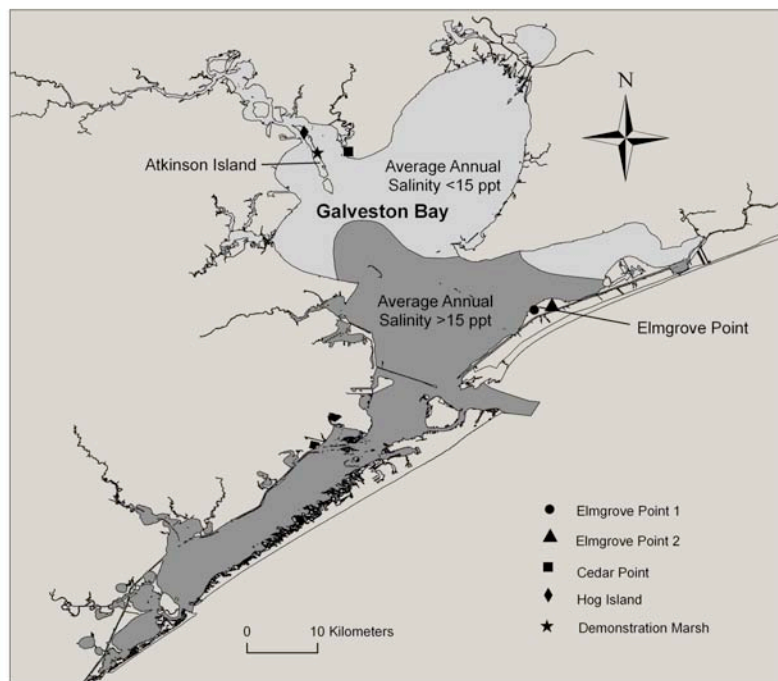 N
Atkinson Island
Average Annual
Salinity <15 ppt
Galveston Bay
Average Annual
Salinity >15 ppt
Elmgrove Point
Elmgrove Point 1
Elmgrove Point 2
Cedar Point
Hog Island
Demonstration Marsh
0 10 Kilometers